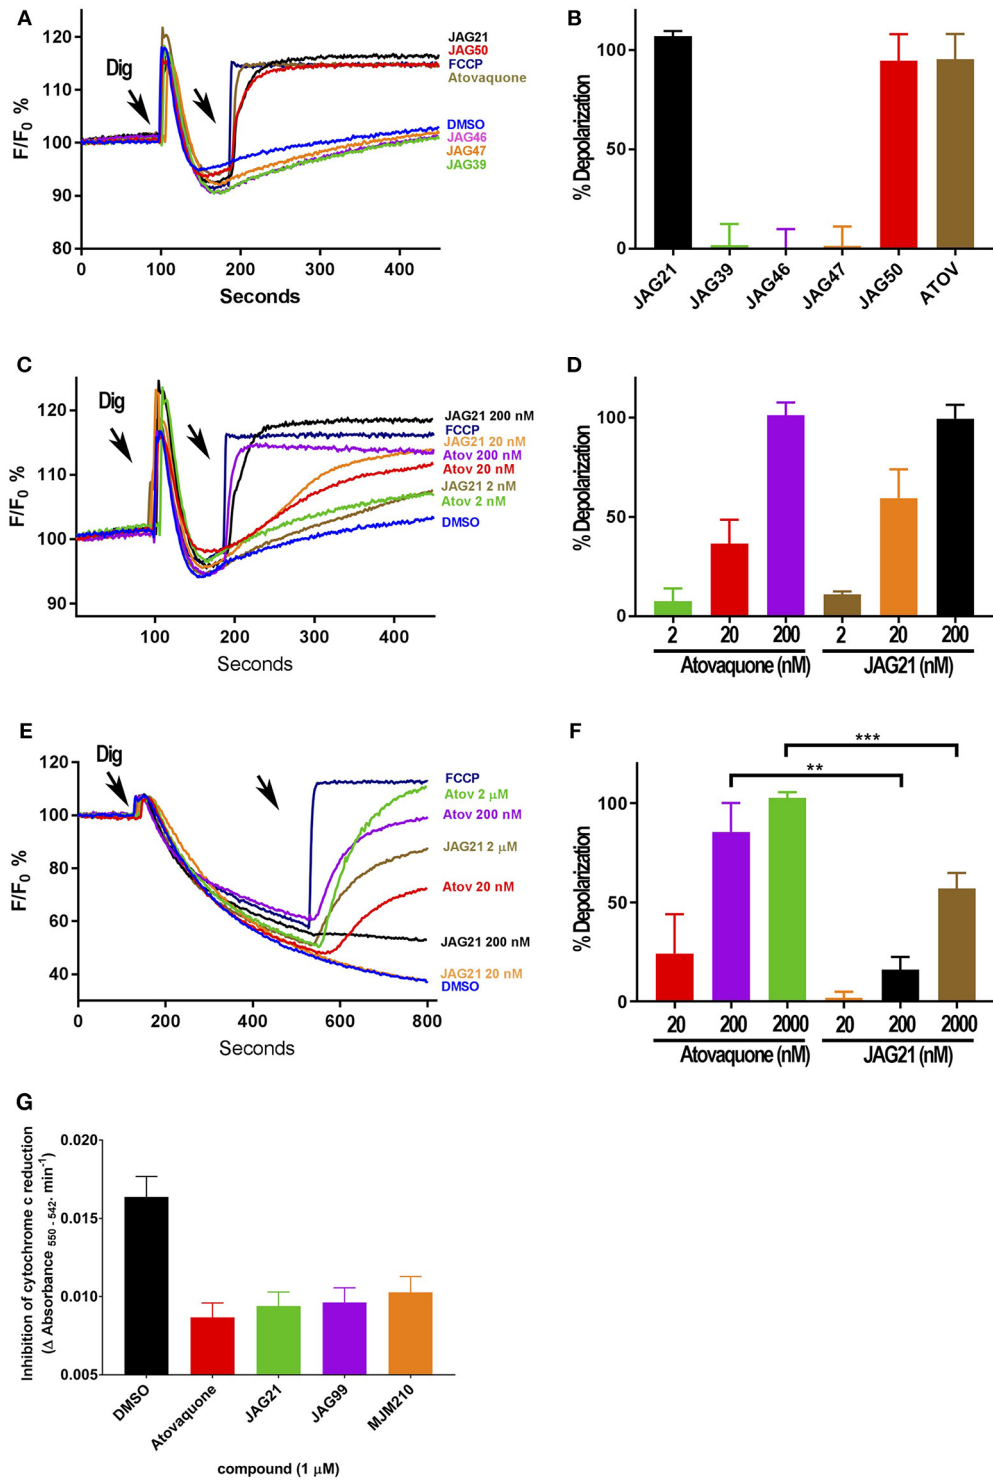 A
120
110
100
90
80
F/F0 %
Dig
JAG21
JAG50
FCCP
Atovaquone
DMSO
JAG46
JAG47
JAG39
0
100
200
300
400
Seconds
B
100
50
0
% Depolarization
JAG21
JAG39
JAG46
JAG47
JAG50
ATOV
C
120
110
100
90
F/F0 %
Dig
JAG21 200 nM
FCCP
JAG21 20 nM
Atov 200 nM
Atov 20 nM
JAG21 2 nM
Atov 2 nM
DMSO
100
200
300
400
Seconds
D
100
50
0
% Depolarization
2
20
200
2
20
200
Atovaquone (nM)
JAG21 (nM)
E
120
100
80
60
40
F/F0 %
Dig
FCCP
Atov 2 μM
Atov 200 nM
JAG21 2 μM
Atov 20 nM
JAG21 200 nM
JAG21 20 nM
DMSO
0
200
400
600
800
Seconds
F
***
**
100
50
0
% Depolarization
20
200
2000
20
200
2000
Atovaquone (nM)
JAG21 (nM)
G
0.020
0.015
0.010
0.005
Inhibition of cytochrome c reduction
(Δ Absorbance 550 - 542· min-1)
DMSO
Atovaquone
JAG21
JAG99
MJM210
compound (1 μM)